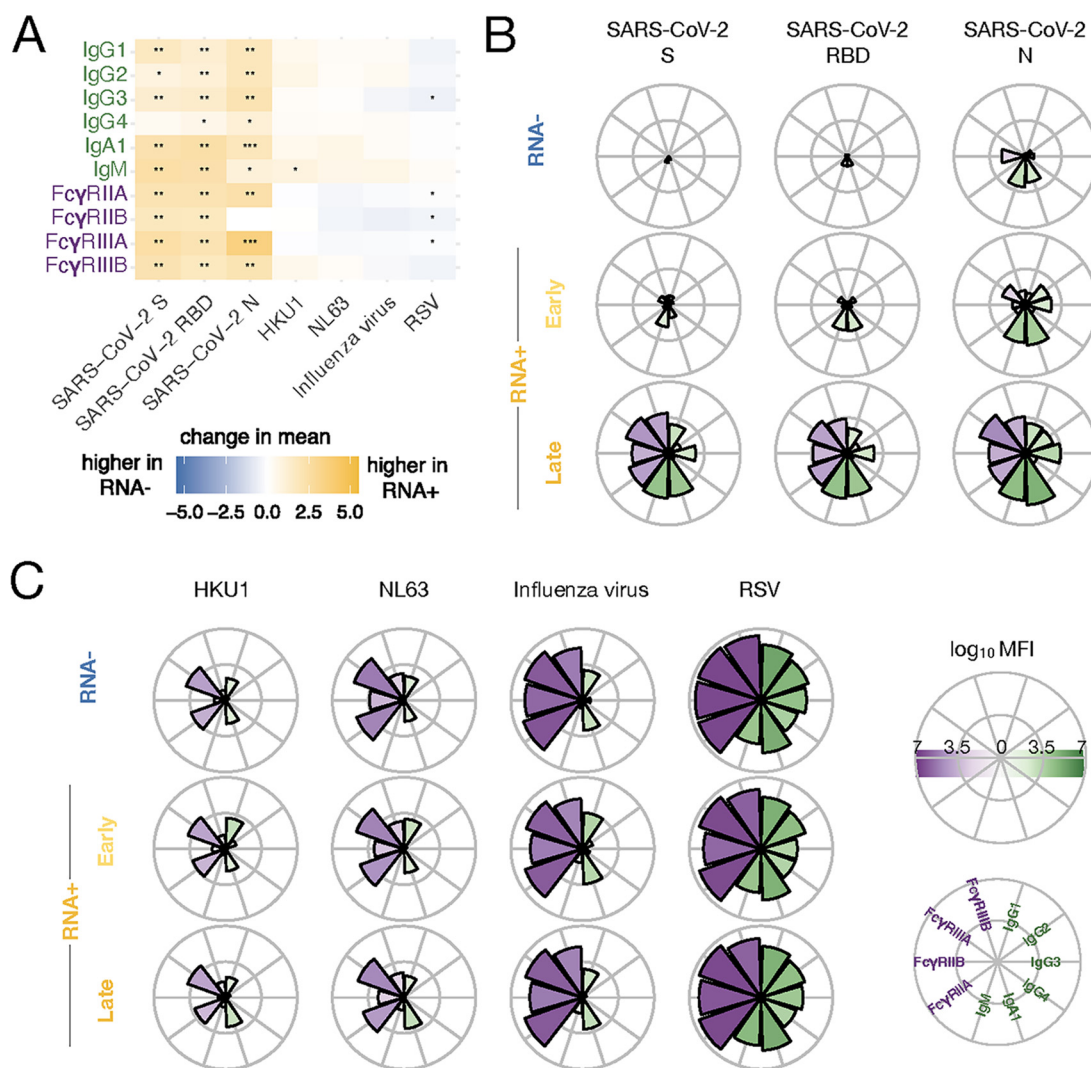 A
IgG1
IgG2
IgG3
IgG4
IgA1
IgM
FcγRIIA
FcγRIIB
FcγRIIIA
FcγRIIIB
** ** **
* ** **
** ** ** *
* *
** ** ***
** ** * *
** ** ** *
** ** *
** ** *** *
** ** **
SARS-CoV-2 S
SARS-CoV-2 RBD
SARS-CoV-2 N
HKU1
NL63
Influenza virus
RSV
change in mean
higher in
RNA-
higher in
RNA+
−5.0 −2.5 0.0 2.5 5.0
B
SARS-CoV-2
S
SARS-CoV-2
RBD
SARS-CoV-2
N
RNA-
RNA+
Early
Late
C
HKU1
NL63
Influenza virus
RSV
RNA-
RNA+
Early
Late
log₁₀ MFI
7 3.5 0 3.5 7
FcγRIIIB
IgG1
FcγRIIIA
IgG2
FcγRIIB
IgG3
FcγRIIA
IgG4
IgM
IgA1